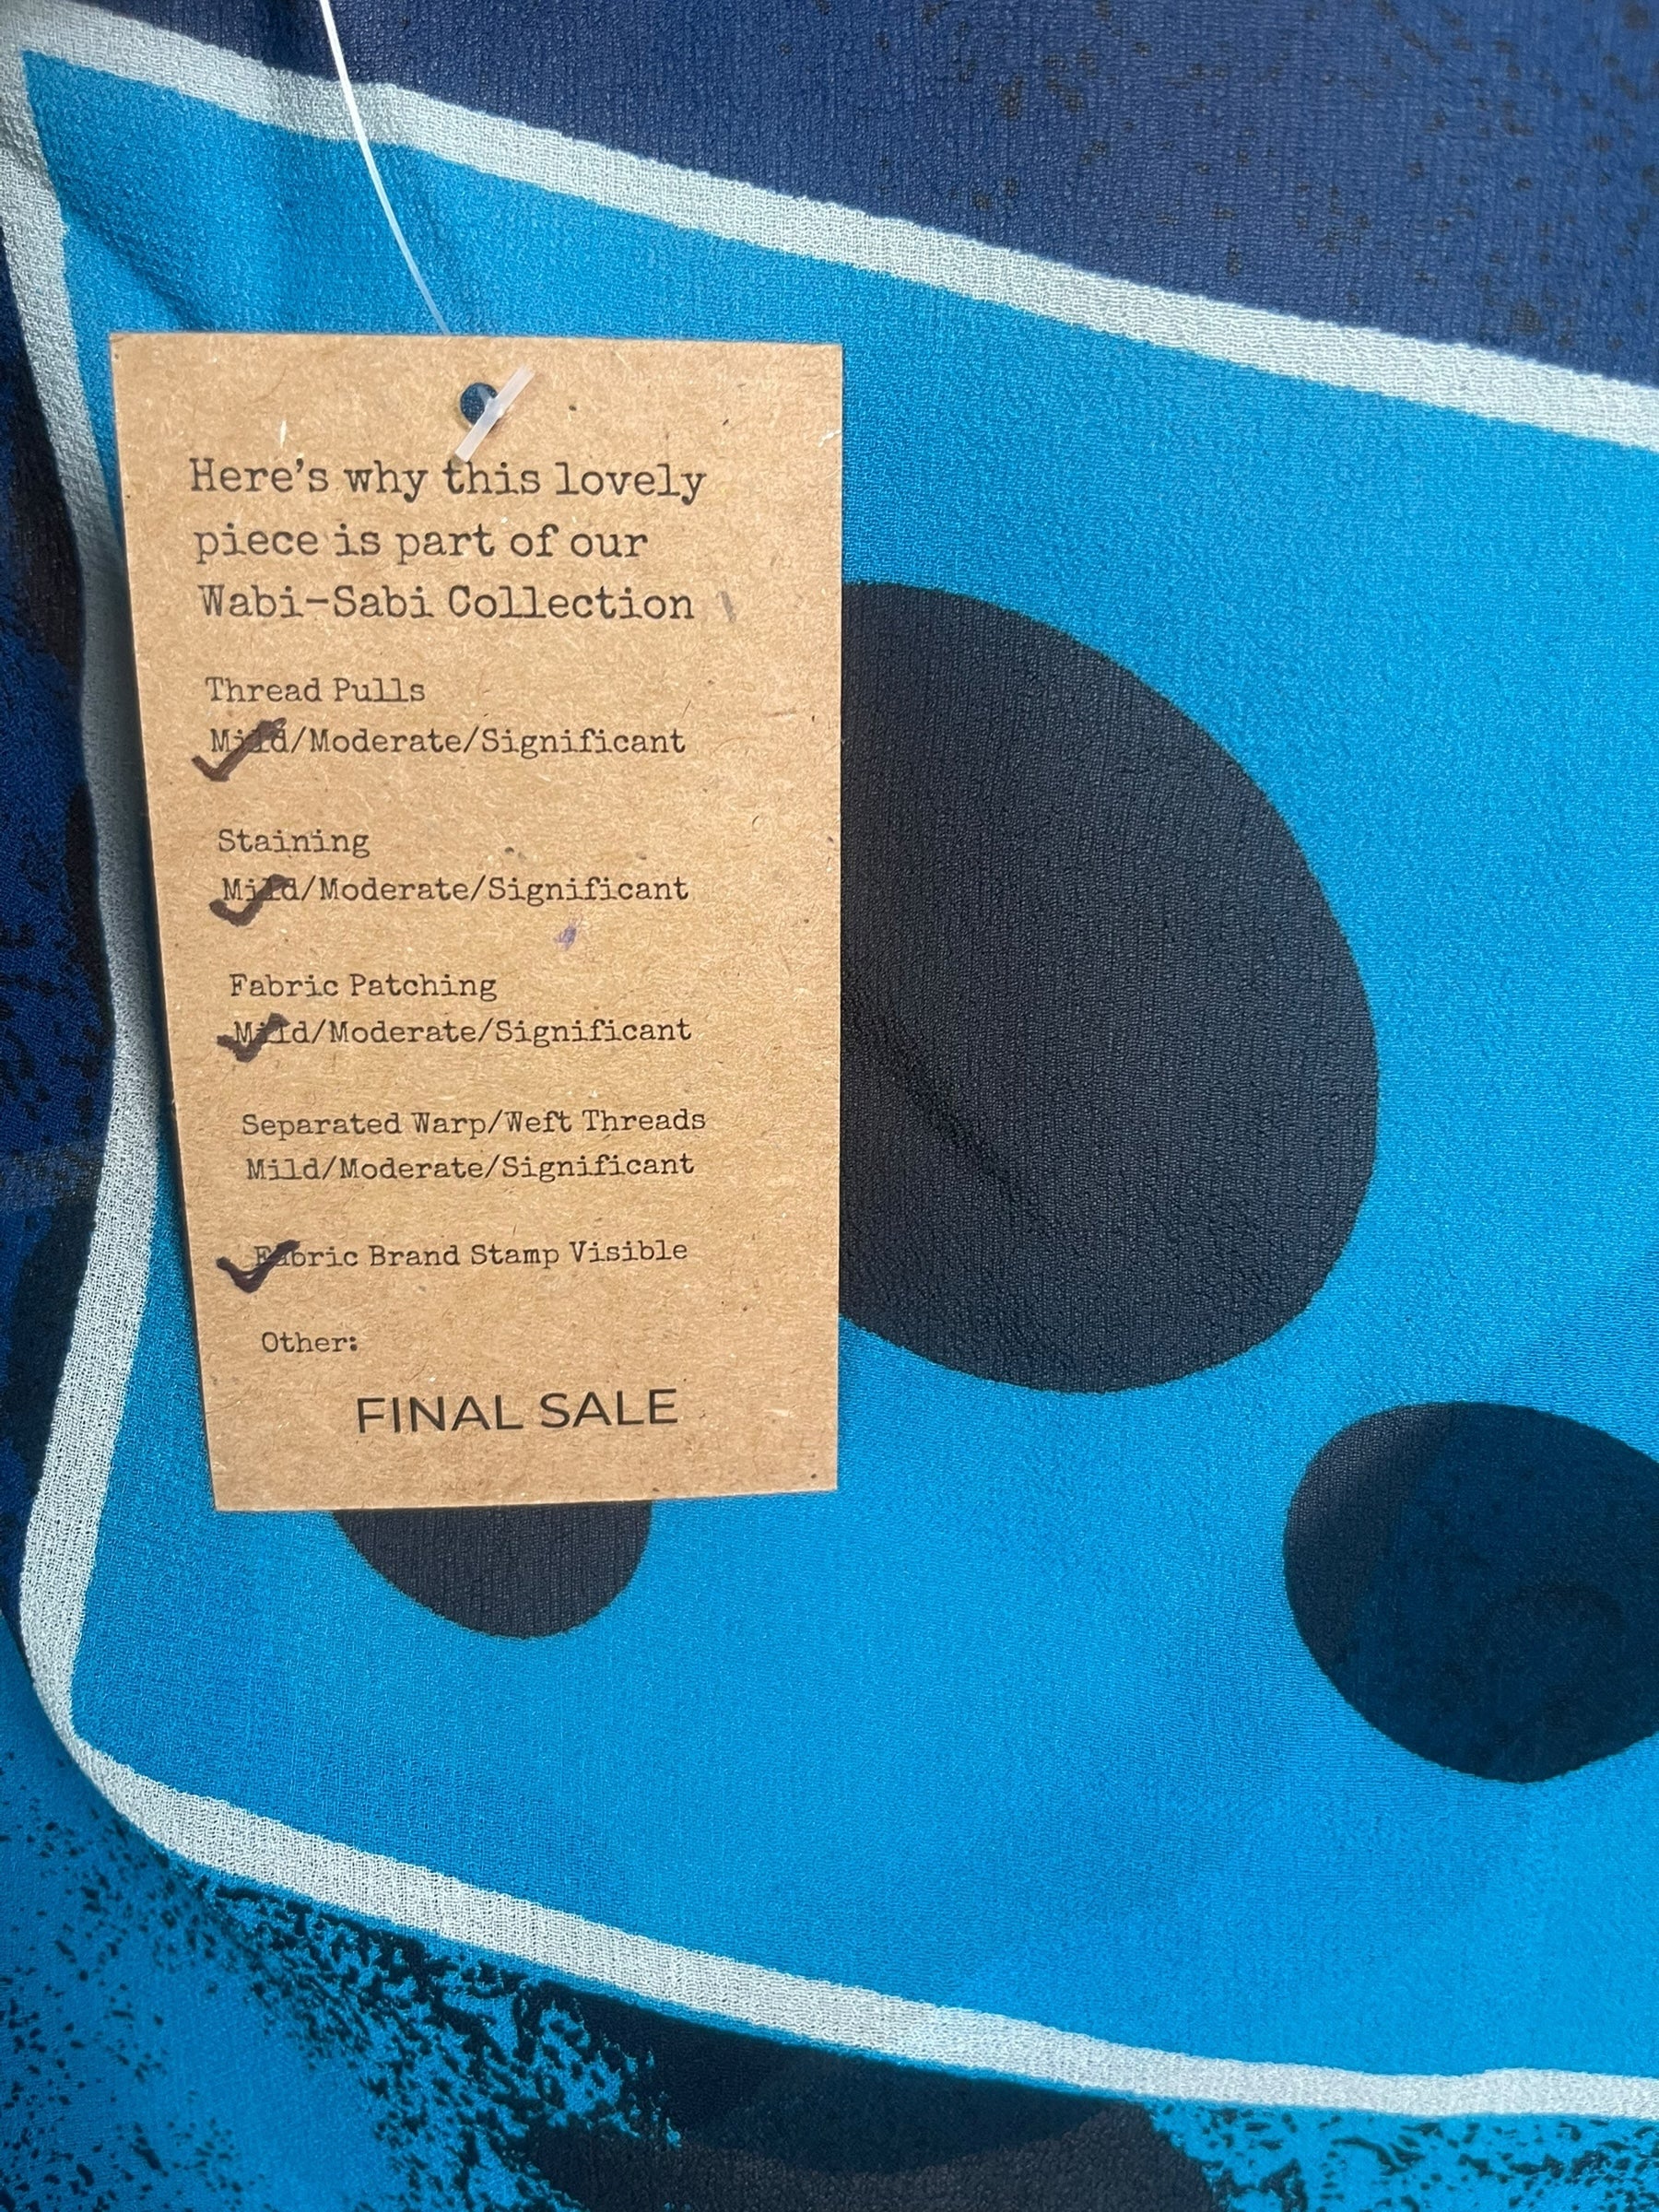 Here's why this lovely
piece is part of our
Wabi-Sabi Collection
Thread Pulls
Mild/Moderate/Significant
Staining
Mild/Moderate/Significant
Fabric Patching
Mild/Moderate/Significant
Separated Warp/Weft Threads
Mild/Moderate/Significant
Fabric Brand Stamp Visible
Other:
FINAL SALE